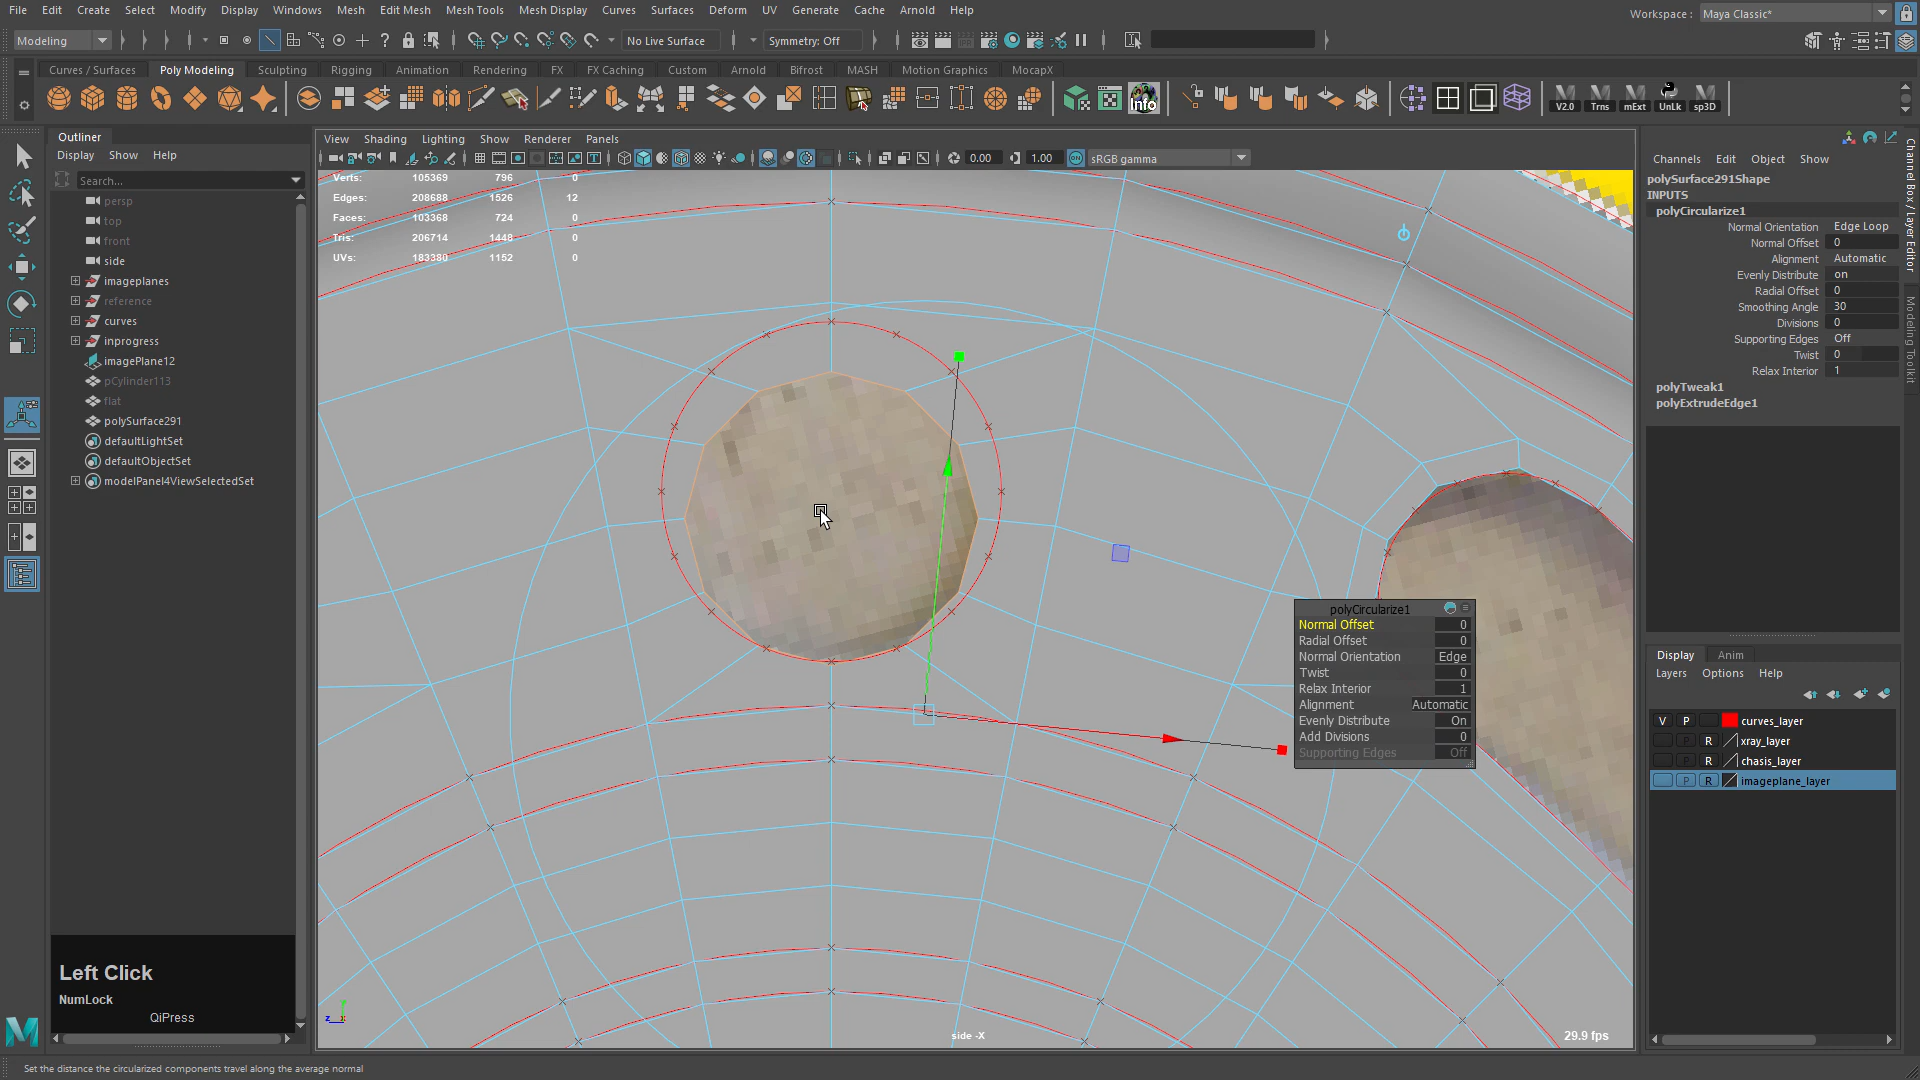 File Edit Create Select Modify Display Windows Mesh Edit Mesh Mesh Tools Mesh Display Curves Surfaces Deform UV Generate Cache Arnold Help
Workspace : Maya Classic*
Modeling No Live Surface Symmetry: Off
Curves / Surfaces Poly Modeling Sculpting Rigging Animation Rendering FX FX Caching Custom Arnold Bifrost MASH Motion Graphics MocapX
Info V2.0 Trns mExt UnLk sp3D
Outliner
Display Show Help
Search...
persp
top
front
side
imageplanes
reference
curves
inprogress
imagePlane12
pCylinder113
flat
polySurface291
defaultLightSet
defaultObjectSet
modelPanel4ViewSelectedSet
Left Click
NumLock
QiPress
View Shading Lighting Show Renderer Panels
0.00 1.00 sRGB gamma
Verts: 105369 796 0
Edges: 208688 1526 12
Faces: 103368 724 0
Tris: 206714 1448 0
UVs: 183380 1152 0
polyCircularize1
Normal Offset 0
Radial Offset 0
Normal Orientation Edge
Twist 0
Relax Interior 1
Alignment Automatic
Evenly Distribute On
Add Divisions 0
Supporting Edges Off
side -X
29.9 fps
Channels Edit Object Show
polySurface291Shape
INPUTS
polyCircularize1
Normal Orientation Edge Loop
Normal Offset 0
Alignment Automatic
Evenly Distribute on
Radial Offset 0
Smoothing Angle 30
Divisions 0
Supporting Edges Off
Twist 0
Relax Interior 1
polyTweak1
polyExtrudeEdge1
Channel Box / Layer Editor
Modeling Toolkit
Display Anim
Layers Options Help
V P curves_layer
P R xray_layer
P R chasis_layer
P R imageplane_layer
Set the distance the circularized components travel along the average normal